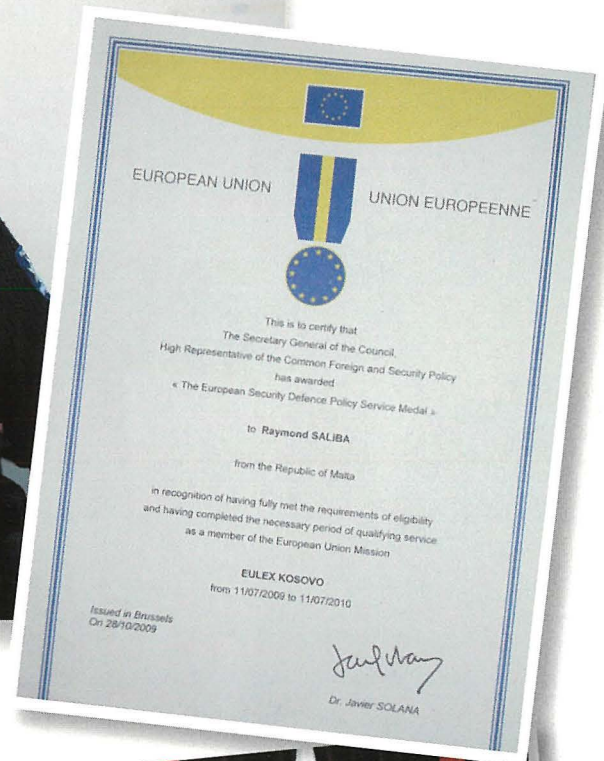 EUROPEAN UNION
UNION EUROPEENNE
This is to certify that
The Secretary General of the Council,
High Representative of the Common Foreign and Security Policy
has awarded
« The European Security Defence Policy Service Medal »
to Raymond SALIBA
from the Republic of Malta
in recognition of having fully met the requirements of eligibility
and having completed the necessary period of qualifying service
as a member of the European Union Mission
EULEX KOSOVO
from 11/07/2009 to 11/07/2010
Issued in Brussels
On 28/10/2009
Dr. Javier SOLANA